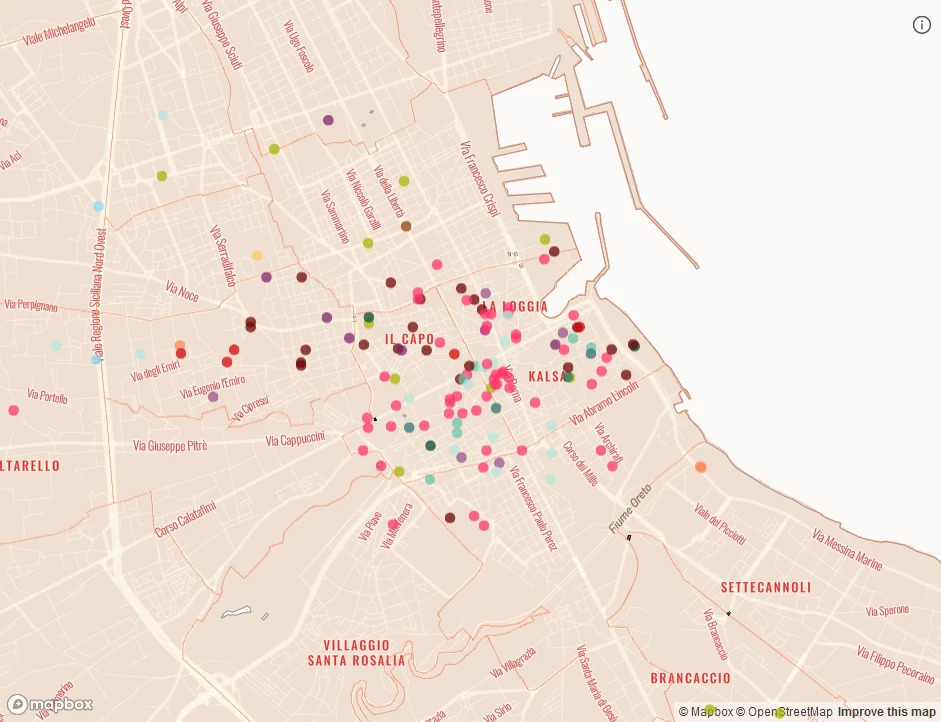 Viale Michelangelo
Via Giuseppe Sciuti
Via Ugo Foscolo
Via Aci
Via Francesco Crispi
Via della Libertà
Via Niccolò Garzilli
Via Sammartino
Via Serradifalco
Viale Regione Siciliana Nord Ovest
Via Noce
Via Perpignano
LA LOGGIA
IL CAPO
Via degli Emiri
Via Eugenio l'Emiro
KALSA
Via Roma
Via Portello
Via Cipressi
Via Abramo Lincoln
Via Giuseppe Pitrè
Via Cappuccini
Via Archirafi
Corso dei Mille
LTARELLO
Corso Calatafimi
Via Piave
Via Francesco Paolo Perez
Fiume Oreto
Viale dei Picciotti
Via Messina Marine
SETTECANNOLI
Via Sperone
Via Brancaccio
VILLAGGIO
SANTA ROSALIA
Via Villagrazia
Via Filippo Pecoraino
BRANCACCIO
Via Santa Maria di Gesù
Via Sirio
mapbox
© Mapbox © OpenStreetMap Improve this map